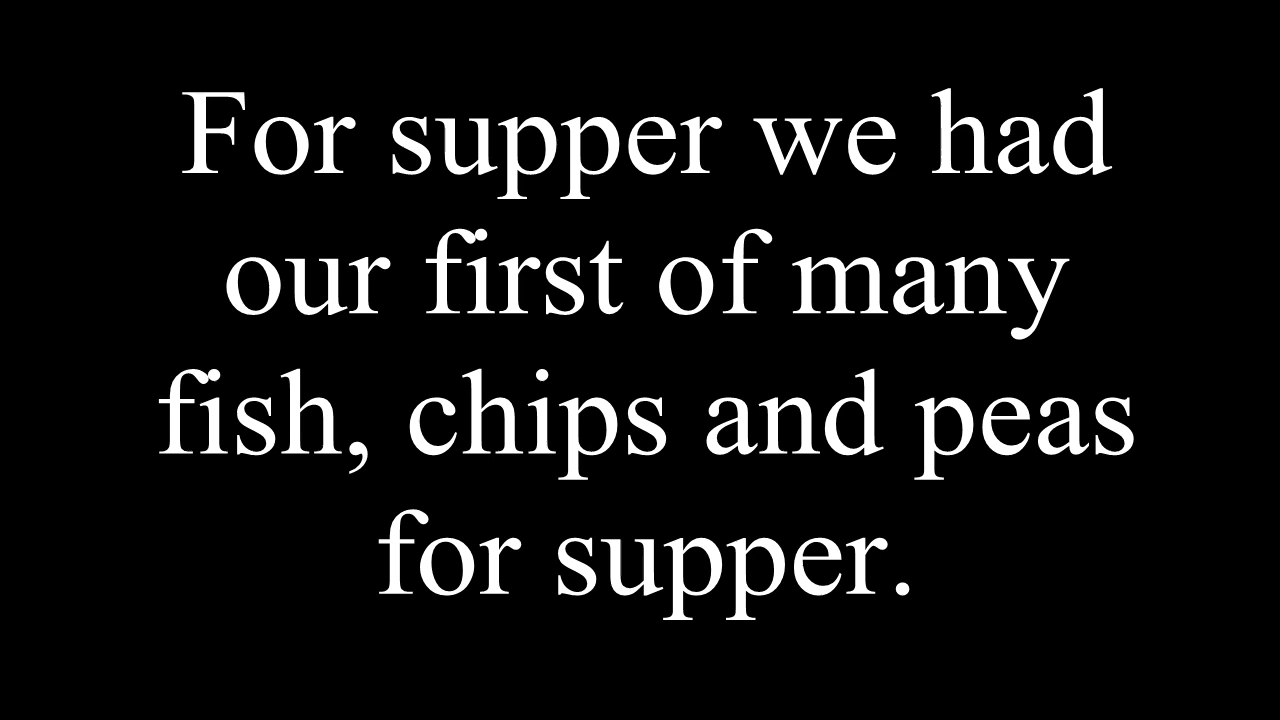 For supper we had
our first of many
fish, chips and peas
for supper.